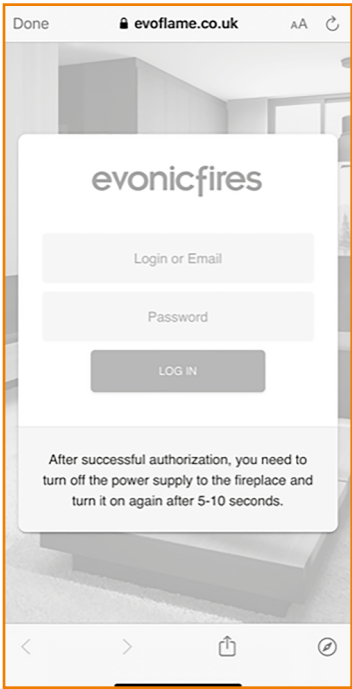 Done evoflame.co.uk AA
evonicfires
Login or Email
Password
LOG IN
After successful authorization, you need to
turn off the power supply to the fireplace and
turn it on again after 5-10 seconds.